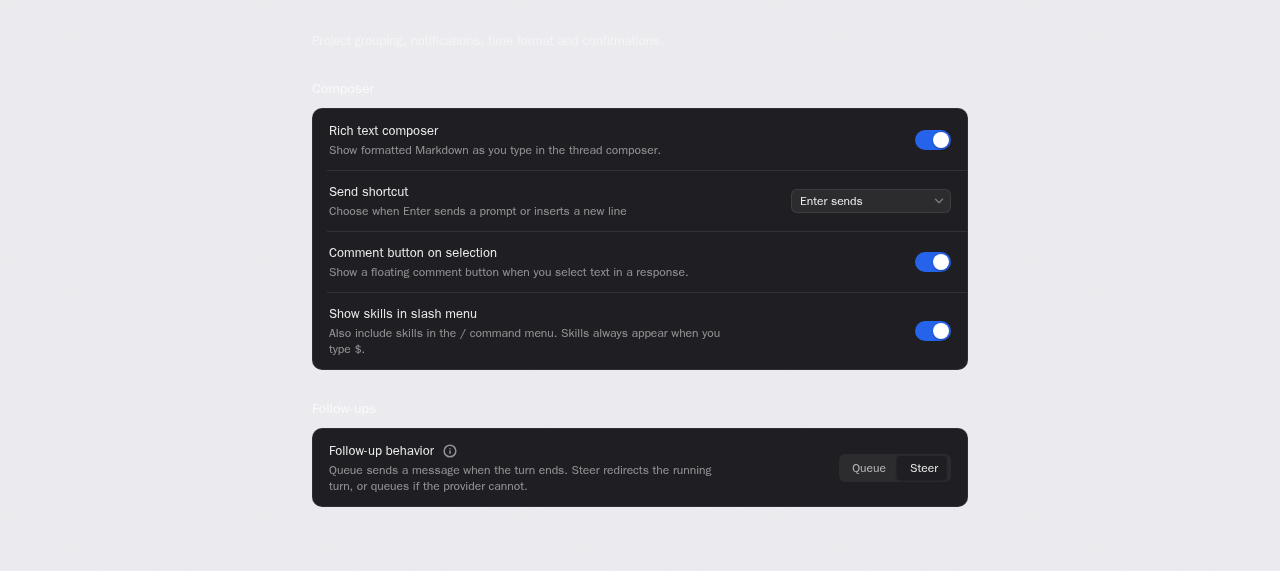 Project grouping, notifications, time format and confirmations.
Composer
Rich text composer
Show formatted Markdown as you type in the thread composer.
Send shortcut
Choose when Enter sends a prompt or inserts a new line
Enter sends
Comment button on selection
Show a floating comment button when you select text in a response.
Show skills in slash menu
Also include skills in the / command menu. Skills always appear when you
type $.
Follow-ups
Follow-up behavior
Queue sends a message when the turn ends. Steer redirects the running
turn, or queues if the provider cannot.
Queue
Steer